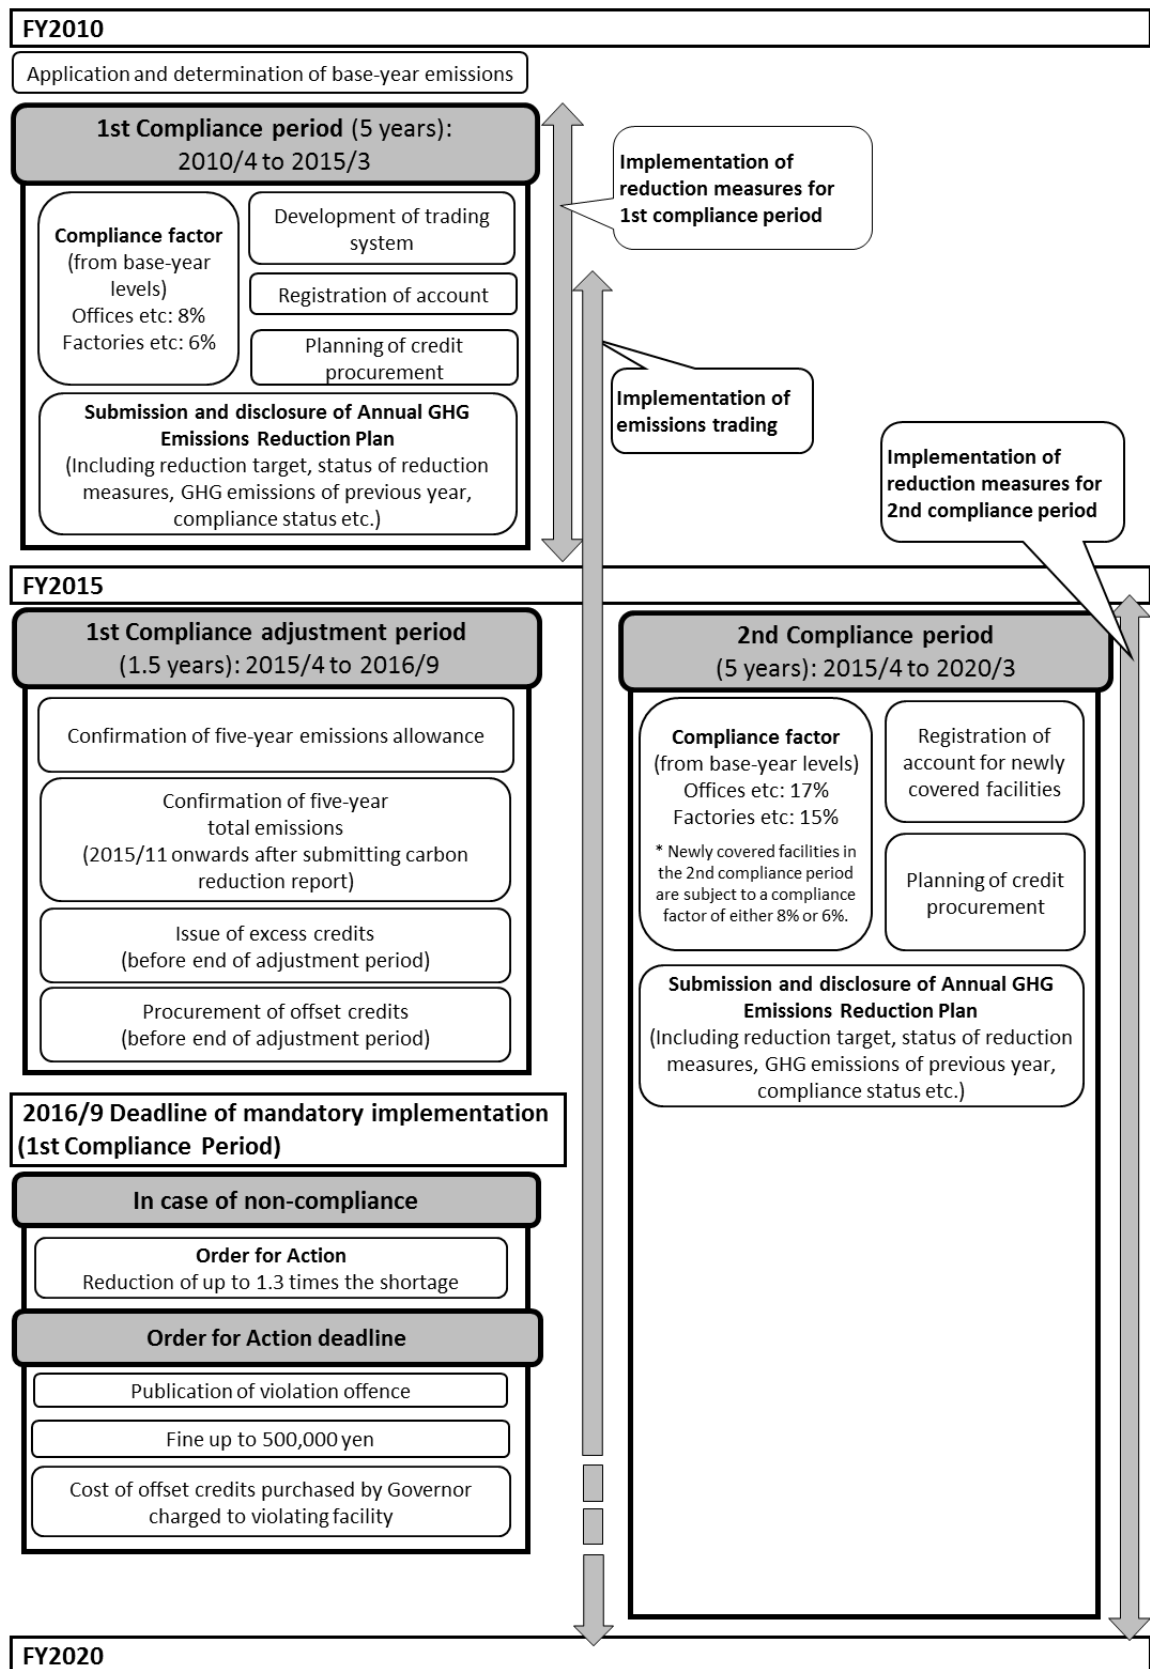 FY2010
Application and determination of base-year emissions
1st Compliance period (5 years):
2010/4 to 2015/3
Compliance factor
(from base-year
levels)
Offices etc: 8%
Factories etc: 6%
Development of trading
system
Registration of account
Planning of credit
procurement
Submission and disclosure of Annual GHG
Emissions Reduction Plan
(Including reduction target, status of reduction
measures, GHG emissions of previous year,
compliance status etc.)
Implementation of
reduction measures for
1st compliance period
Implementation of
emissions trading
Implementation of
reduction measures for
2nd compliance period
FY2015
1st Compliance adjustment period
(1.5 years): 2015/4 to 2016/9
Confirmation of five-year emissions allowance
Confirmation of five-year
total emissions
(2015/11 onwards after submitting carbon
reduction report)
Issue of excess credits
(before end of adjustment period)
Procurement of offset credits
(before end of adjustment period)
2nd Compliance period
(5 years): 2015/4 to 2020/3
Compliance factor
(from base-year levels)
Offices etc: 17%
Factories etc: 15%
* Newly covered facilities in
the 2nd compliance period
are subject to a compliance
factor of either 8% or 6%.
Registration of
account for newly
covered facilities
Planning of credit
procurement
Submission and disclosure of Annual GHG
Emissions Reduction Plan
(Including reduction target, status of reduction
measures, GHG emissions of previous year,
compliance status etc.)
2016/9 Deadline of mandatory implementation
(1st Compliance Period)
In case of non-compliance
Order for Action
Reduction of up to 1.3 times the shortage
Order for Action deadline
Publication of violation offence
Fine up to 500,000 yen
Cost of offset credits purchased by Governor
charged to violating facility
FY2020